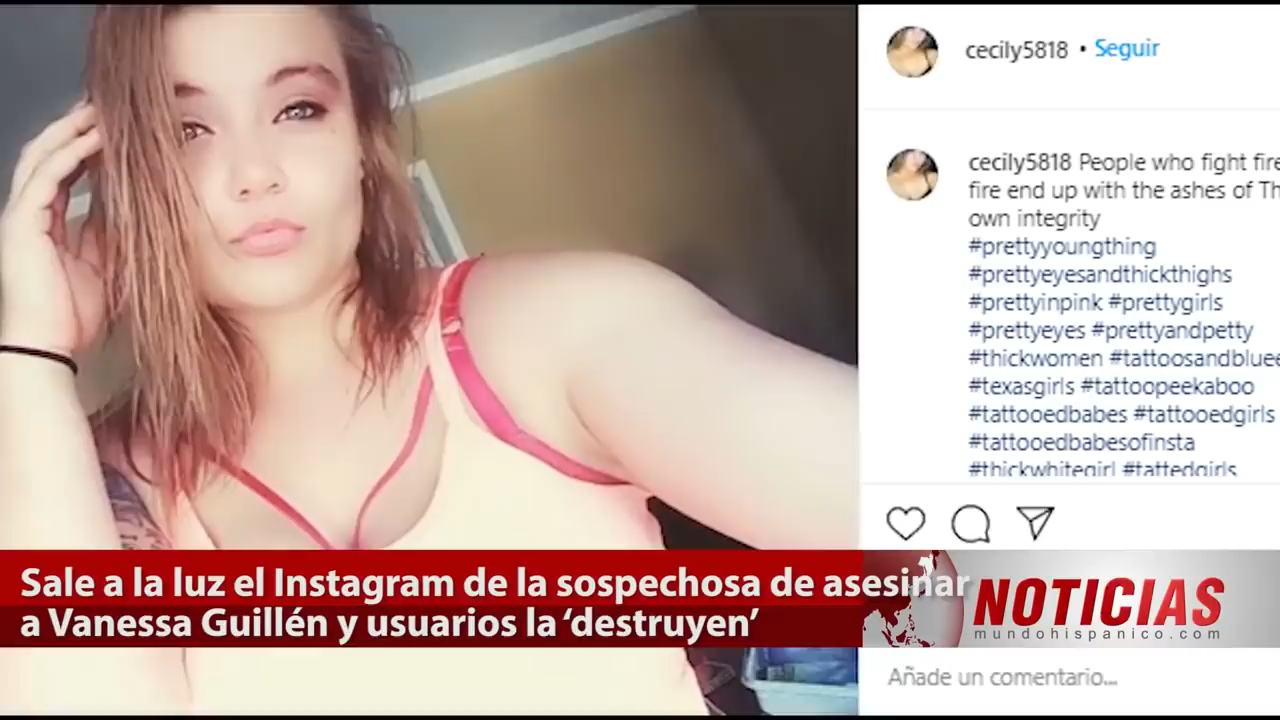 cecily5818 • Seguir
cecily5818 People who fight fire
fire end up with the ashes of Th
own integrity
#prettyyoungthing
#prettyeyesandthickthighs
#prettyinpink #prettygirls
#prettyeyes #prettyandpetty
#thickwomen #tattoosandbluee
#texasgirls #tattoopeekaboo
#tattooedbabes #tattooedgirls
#tattooedbabesofinsta
#thickwhitegirl #tattedgirls
Sale a la luz el Instagram de la sospechosa de asesinar
a Vanessa Guillén y usuarios la ‘destruyen’
NOTICIAS
mundohispanico.com
Añade un comentario...